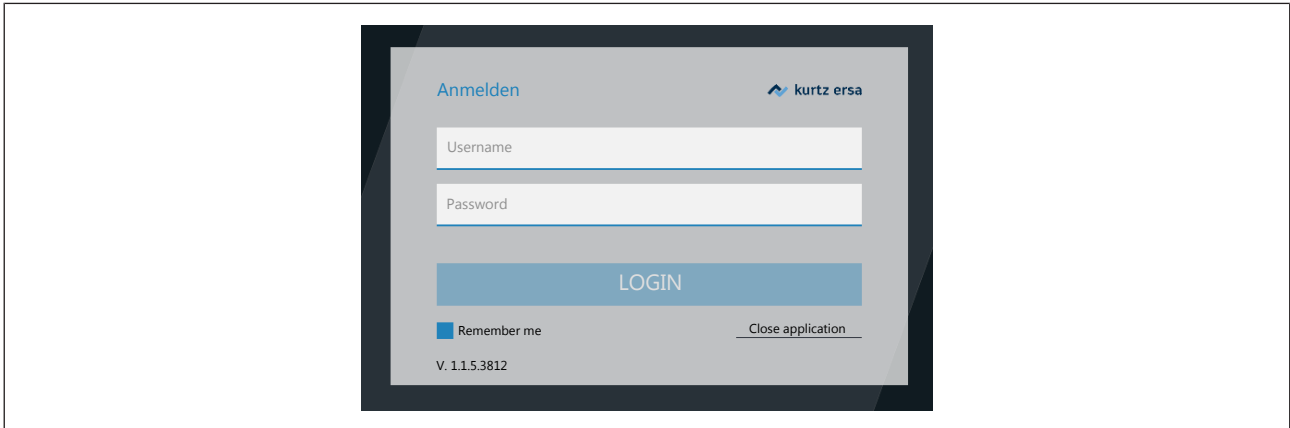 Anmelden
kurtz ersa
Username
Password
LOGIN
Remember me
Close application
V. 1.1.5.3812